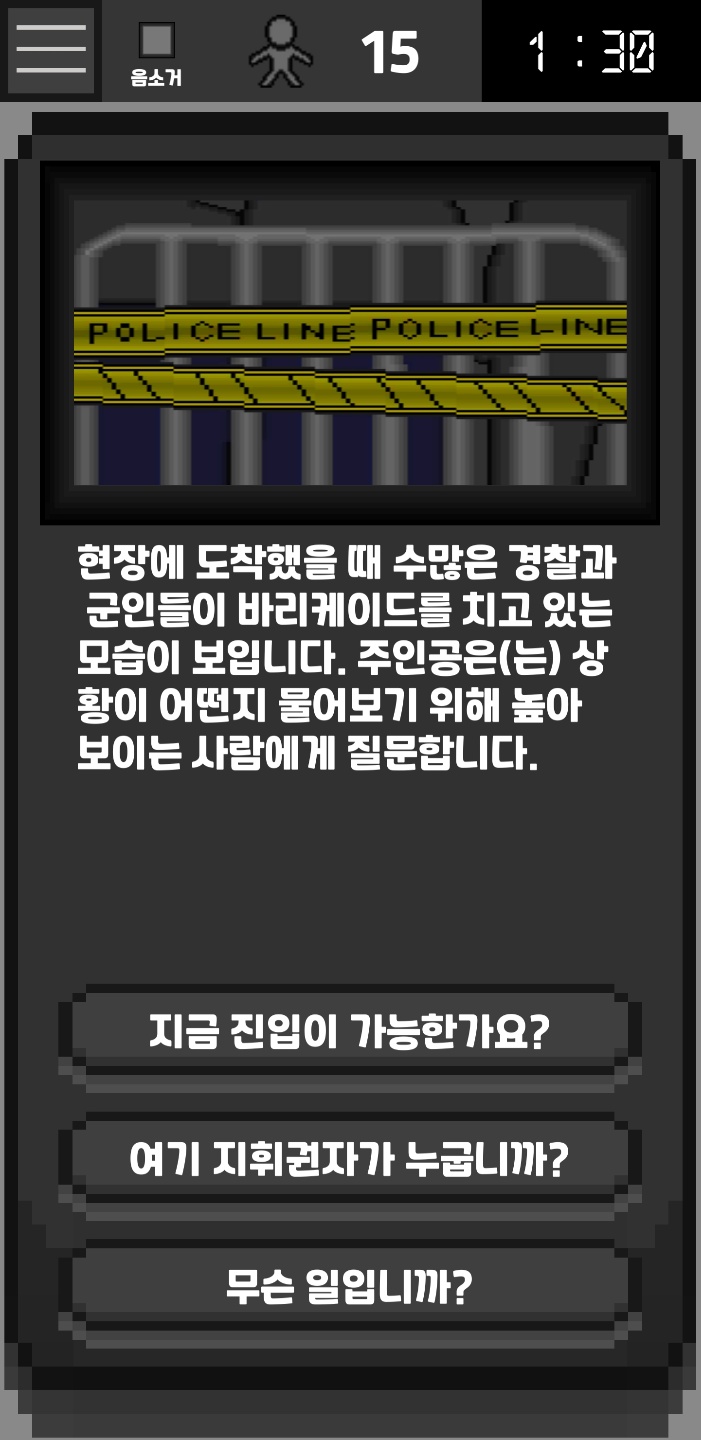 음소거
15
1 : 30
POLICE LINE POLICE LINE
현장에 도착했을 때 수많은 경찰과
군인들이 바리케이드를 치고 있는
모습이 보입니다. 주인공은(는) 상
황이 어떤지 물어보기 위해 높아
보이는 사람에게 질문합니다.
지금 진입이 가능한가요?
여기 지휘권자가 누굽니까?
무슨 일입니까?